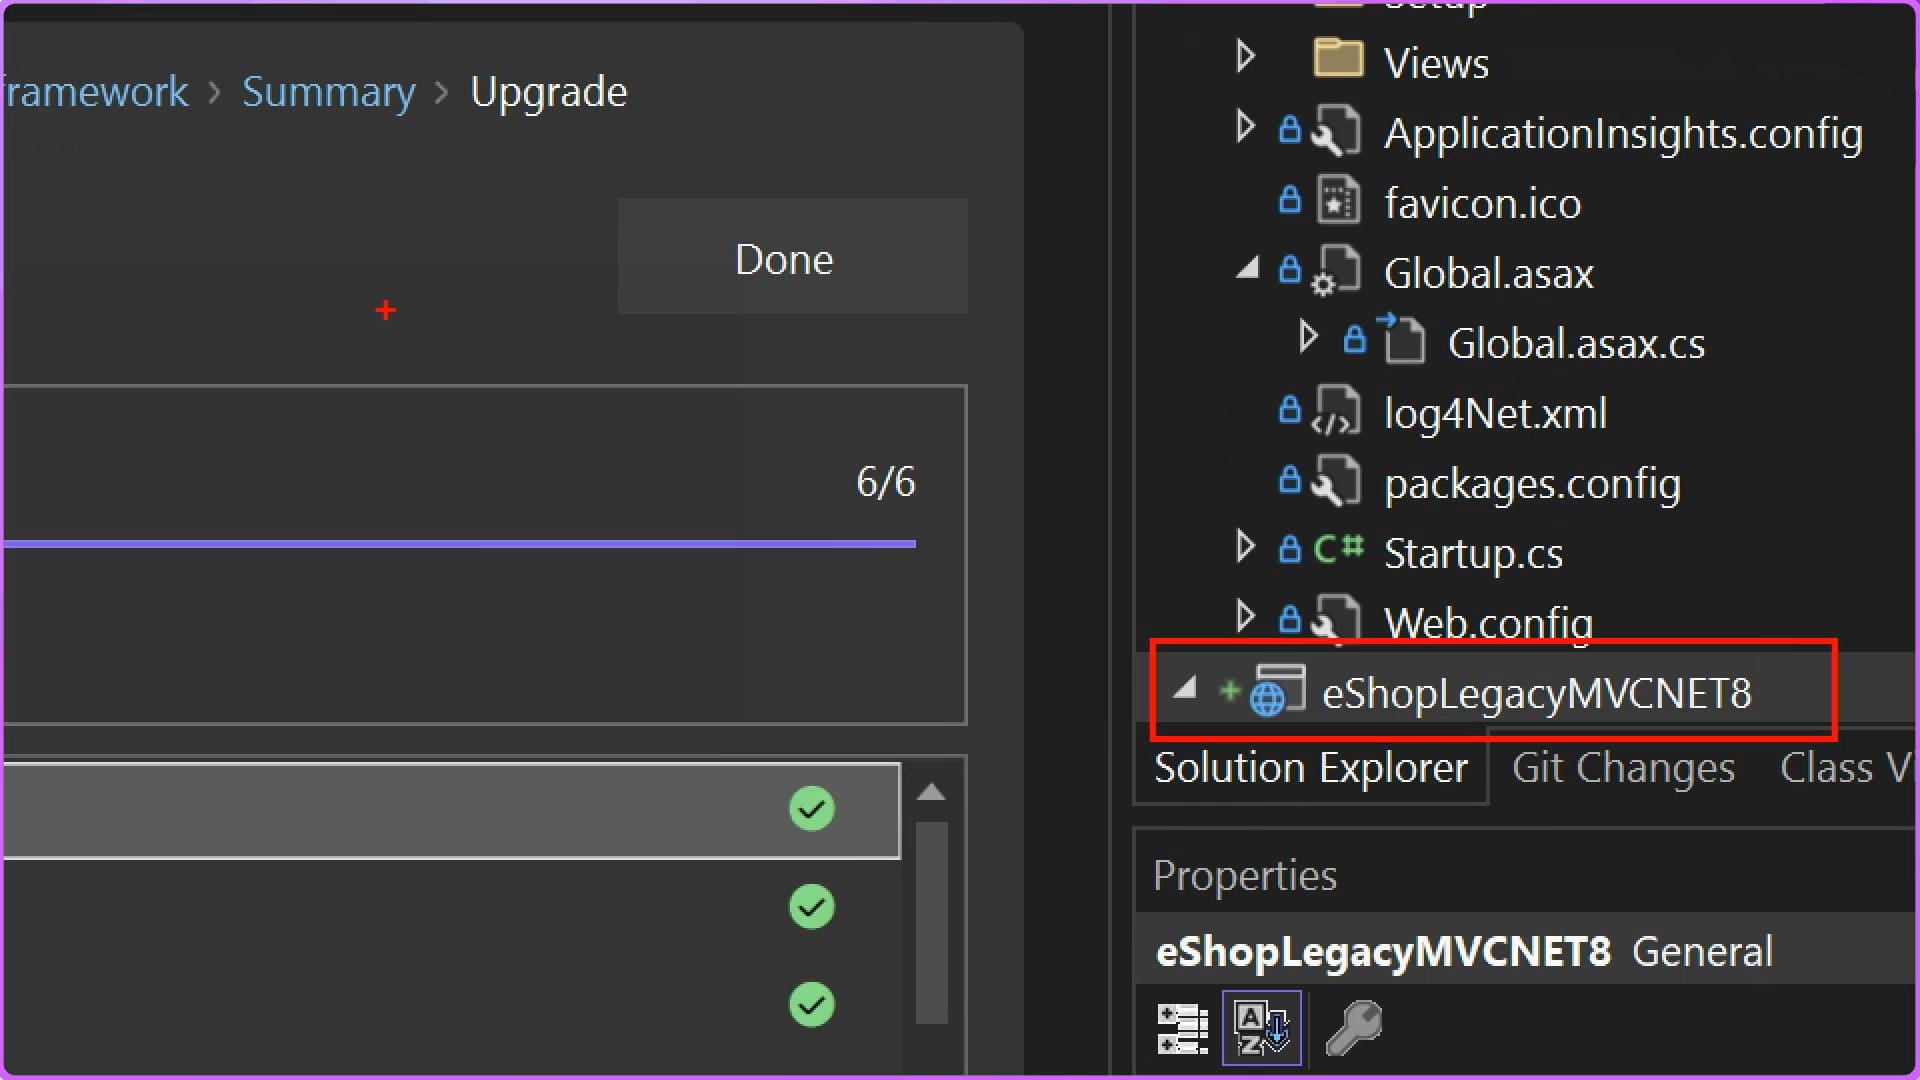 ramework > Summary > Upgrade
Done
6/6
Setup
Views
ApplicationInsights.config
favicon.ico
Global.asax
Global.asax.cs
log4Net.xml
packages.config
C# Startup.cs
Web.config
eShopLegacyMVCNET8
Solution Explorer Git Changes Class V
Properties
eShopLegacyMVCNET8 General